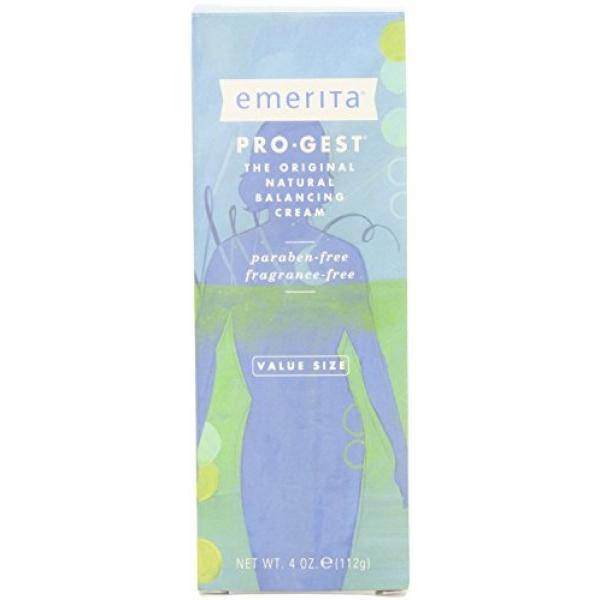 emerita®
PRO•GEST®
THE ORIGINAL
NATURAL
BALANCING
CREAM
paraben-free
fragrance-free
VALUE SIZE
NET WT. 4 OZ. ℮ (112g)